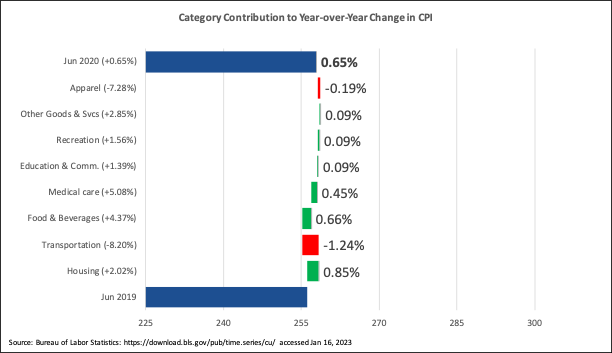 Category Contribution to Year-over-Year Change in CPI
Jun 2020 (+0.65%) 0.65%
Apparel (-7.28%) -0.19%
Other Goods & Svcs (+2.85%) 0.09%
Recreation (+1.56%) 0.09%
Education & Comm. (+1.39%) 0.09%
Medical care (+5.08%) 0.45%
Food & Beverages (+4.37%) 0.66%
Transportation (-8.20%) -1.24%
Housing (+2.02%) 0.85%
Jun 2019
225 240 255 270 285 300
Source: Bureau of Labor Statistics: https://download.bls.gov/pub/time.series/cu/ accessed Jan 16, 2023